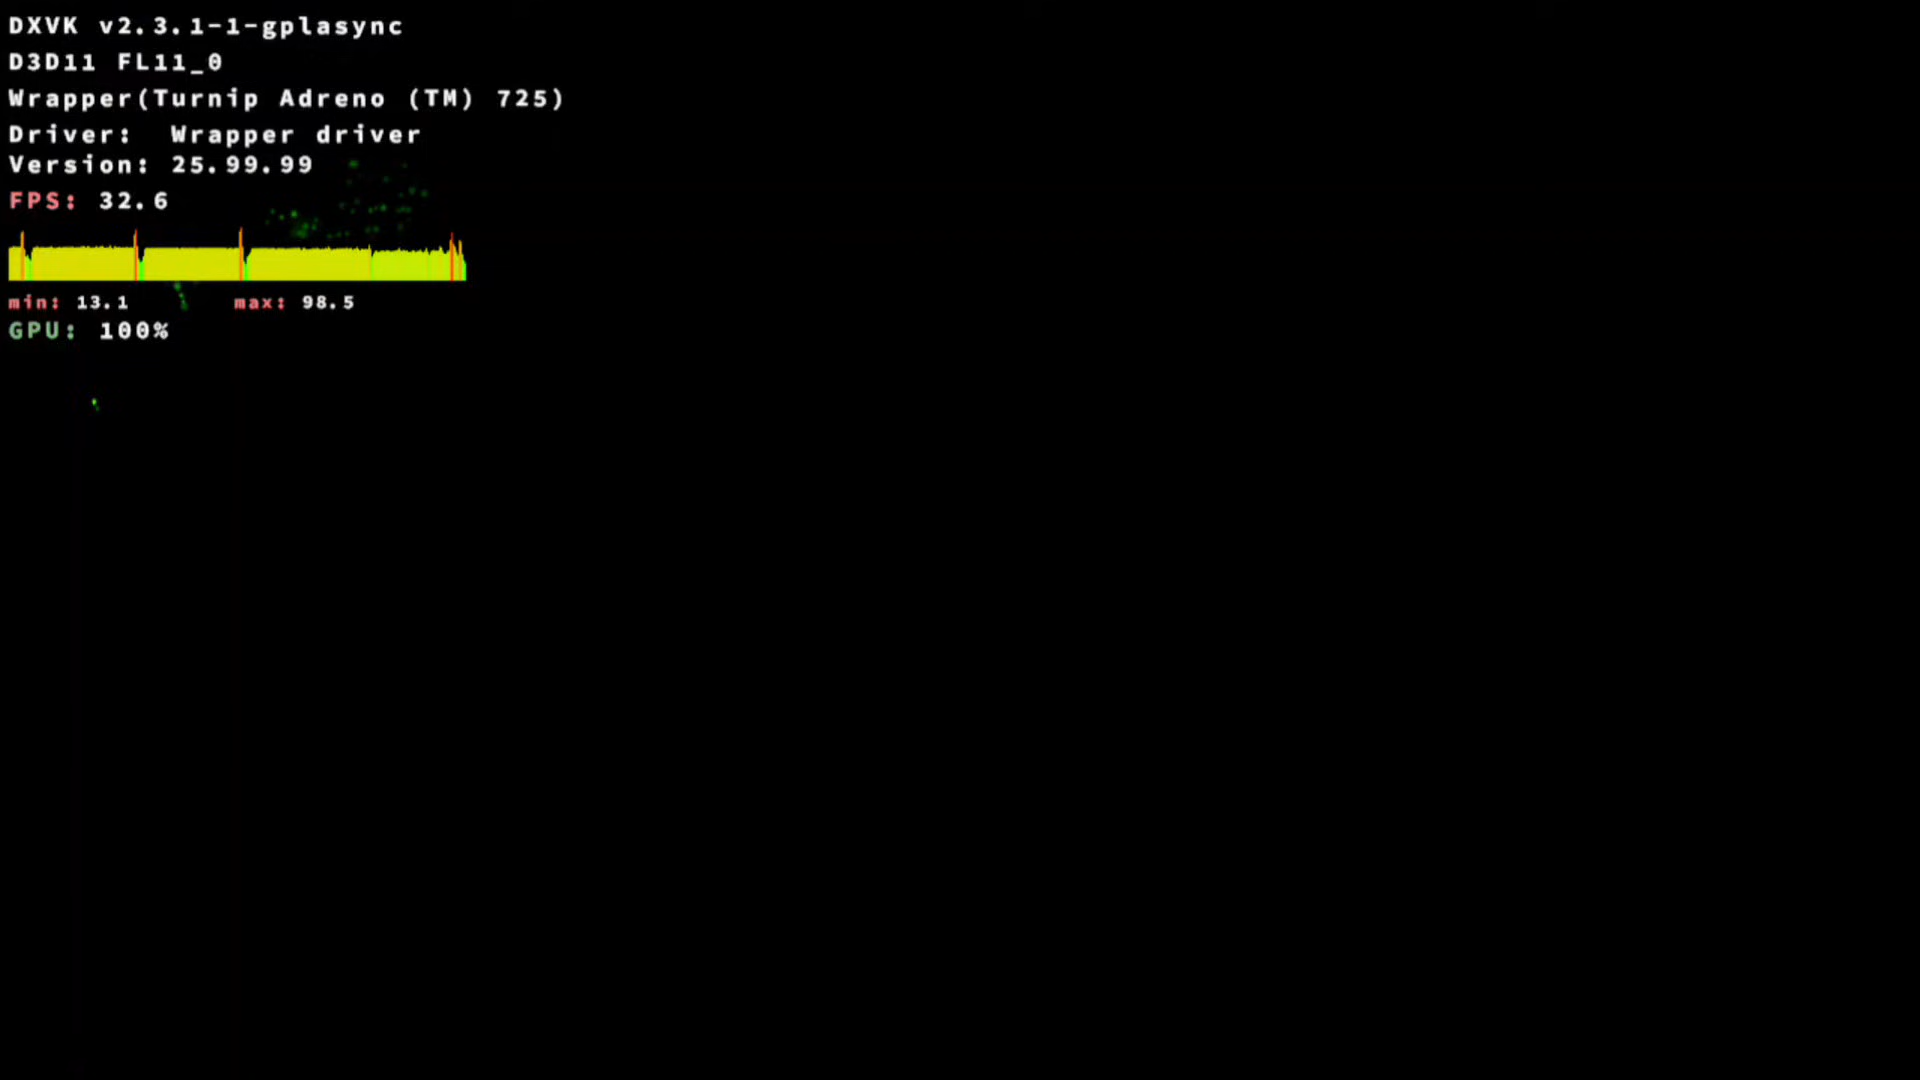 DXVK v2.3.1-1-gplasync
D3D11 FL11_0
Wrapper(Turnip Adreno (TM) 725)
Driver: Wrapper driver
Version: 25.99.99
FPS: 32.6
min: 13.1 max: 98.5
GPU: 100%